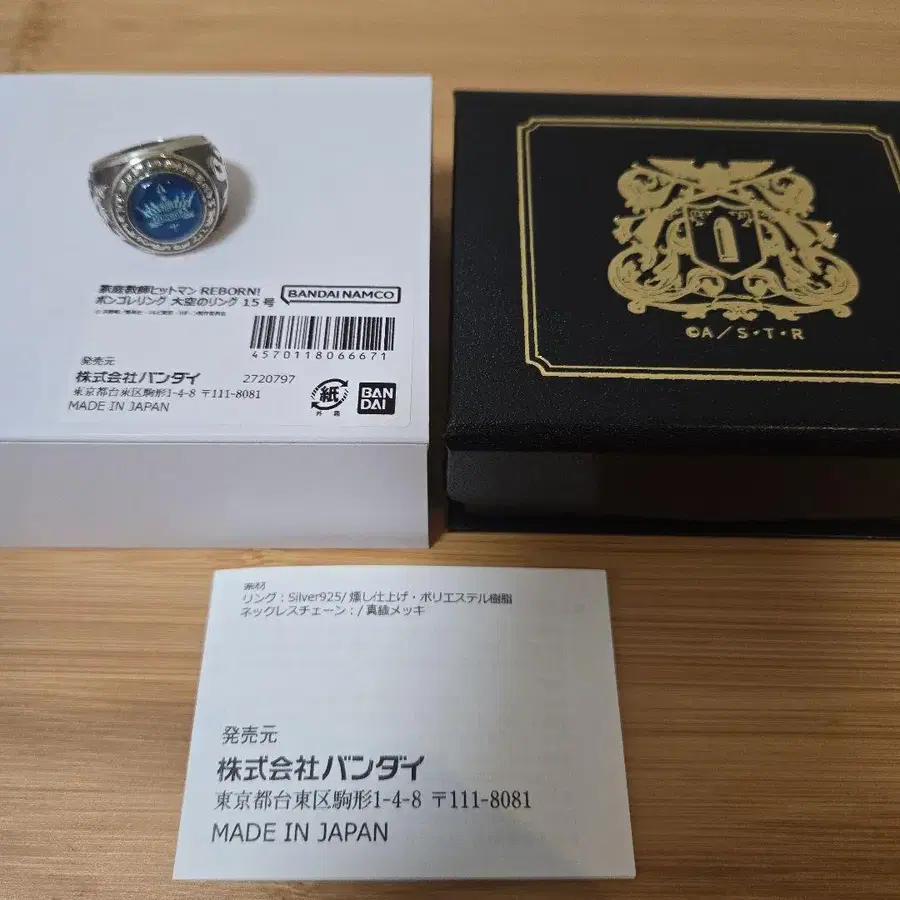 家庭教師ヒットマン REBORN!
ボンゴレリング 大空のリング 15号
BANDAI NAMCO
4570118066671
発売元
株式会社バンダイ
2720797
東京都台東区駒形1-4-8 〒111-8081
MADE IN JAPAN
紙
外箱
BAN
DAI
©A/S・T・R
素材
リング:Silver925/燻し仕上げ・ポリエステル樹脂
ネックレスチェーン:/真鍮メッキ
発売元
株式会社バンダイ
東京都台東区駒形1-4-8 〒111-8081
MADE IN JAPAN